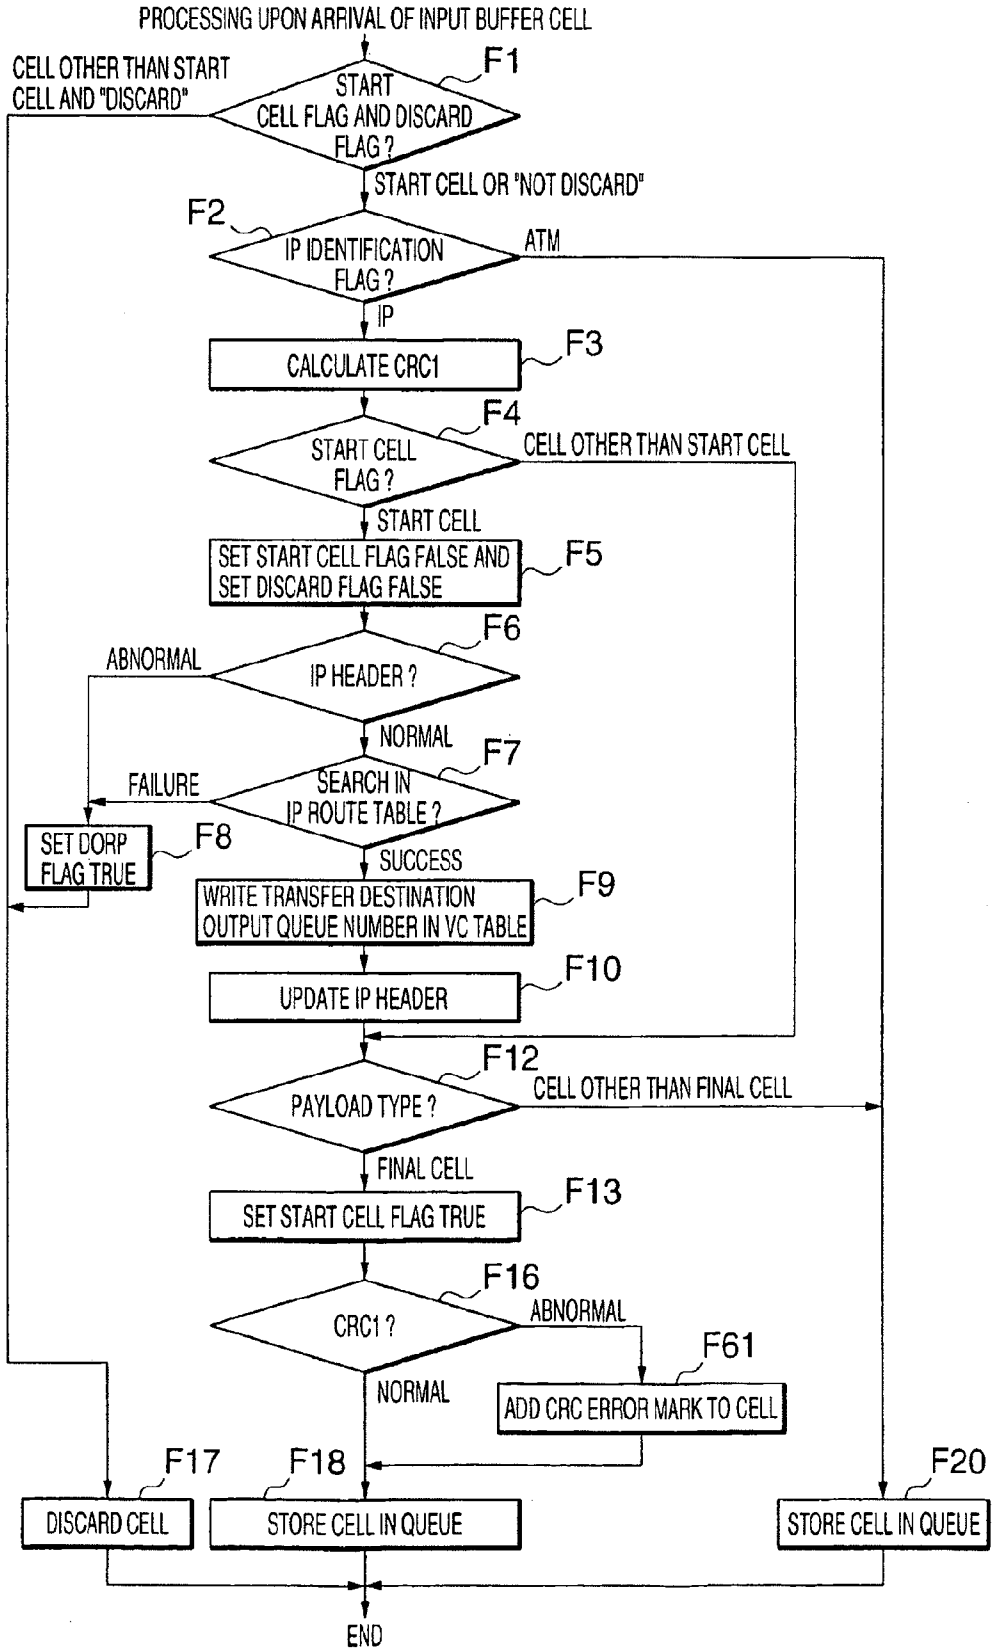 PROCESSING UPON ARRIVAL OF INPUT BUFFER CELL
CELL OTHER THAN START
CELL AND "DISCARD"
F1
START
CELL FLAG AND DISCARD
FLAG ?
START CELL OR "NOT DISCARD"
F2
IP IDENTIFICATION
FLAG ?
ATM
IP
F3
CALCULATE CRC1
F4
START CELL
FLAG ?
CELL OTHER THAN START CELL
START CELL
F5
SET START CELL FLAG FALSE AND
SET DISCARD FLAG FALSE
F6
ABNORMAL
IP HEADER ?
NORMAL
F7
FAILURE
SEARCH IN
IP ROUTE TABLE ?
F8
SET DORP
FLAG TRUE
SUCCESS
F9
WRITE TRANSFER DESTINATION
OUTPUT QUEUE NUMBER IN VC TABLE
F10
UPDATE IP HEADER
F12
PAYLOAD TYPE ?
CELL OTHER THAN FINAL CELL
FINAL CELL
F13
SET START CELL FLAG TRUE
F16
CRC1 ?
ABNORMAL
NORMAL
F61
ADD CRC ERROR MARK TO CELL
F17
DISCARD CELL
F18
STORE CELL IN QUEUE
F20
STORE CELL IN QUEUE
END